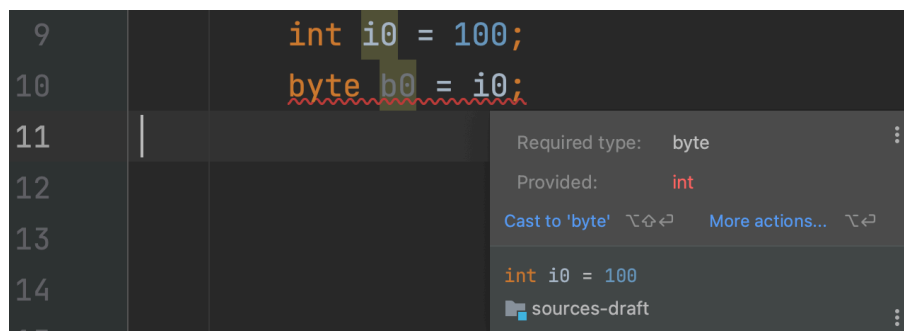 9 int i0 = 100;
10 byte b0 = i0;
11
12
13
14
Required type: byte
Provided: int
Cast to 'byte' ⌥⇧⏎ More actions... ⌥⏎
int i0 = 100
sources-draft